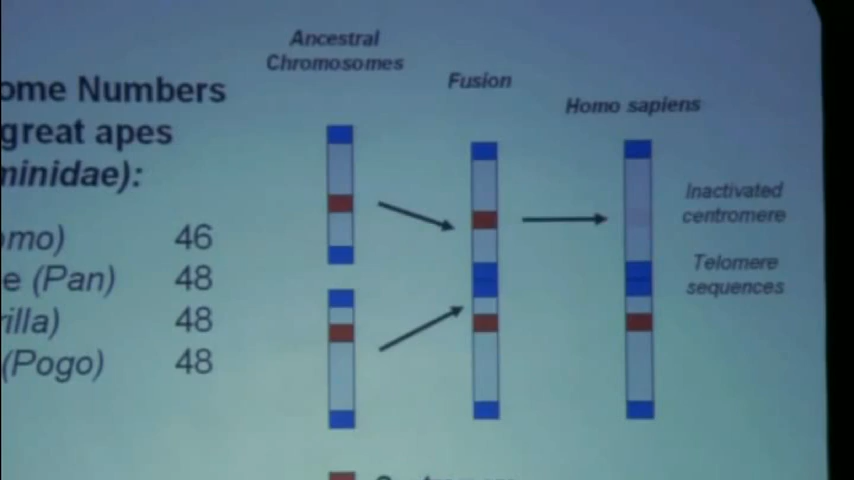 ome Numbers
great apes
minidae):
omo) 46
e (Pan) 48
rilla) 48
(Pogo) 48
Ancestral
Chromosomes
Fusion
Homo sapiens
Inactivated
centromere
Telomere
sequences